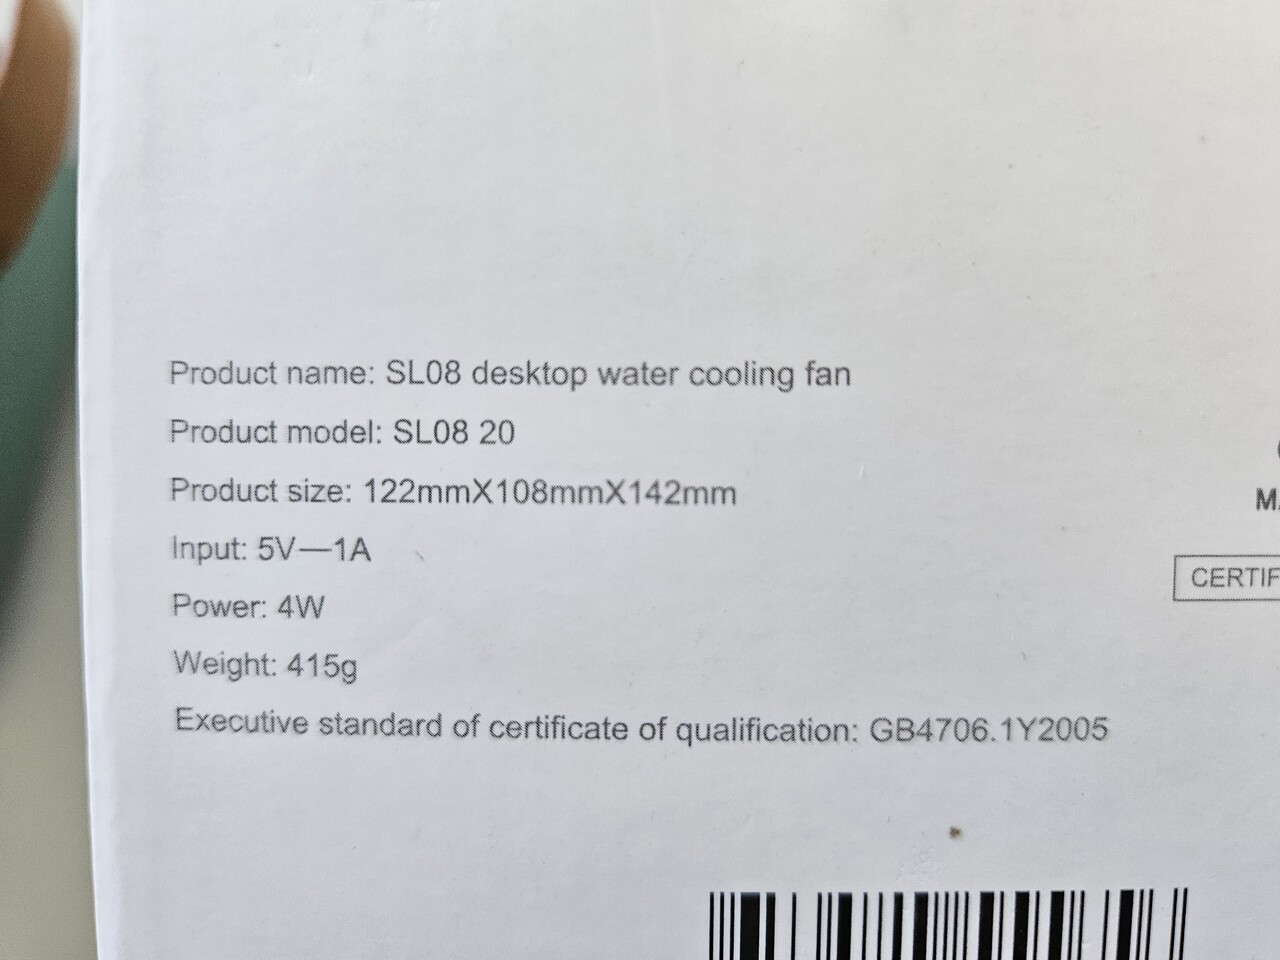 Product name: SL08 desktop water cooling fan
Product model: SL08 20
Product size: 122mmX108mmX142mm
Input: 5V—1A
Power: 4W
Weight: 415g
Executive standard of certificate of qualification: GB4706.1Y2005